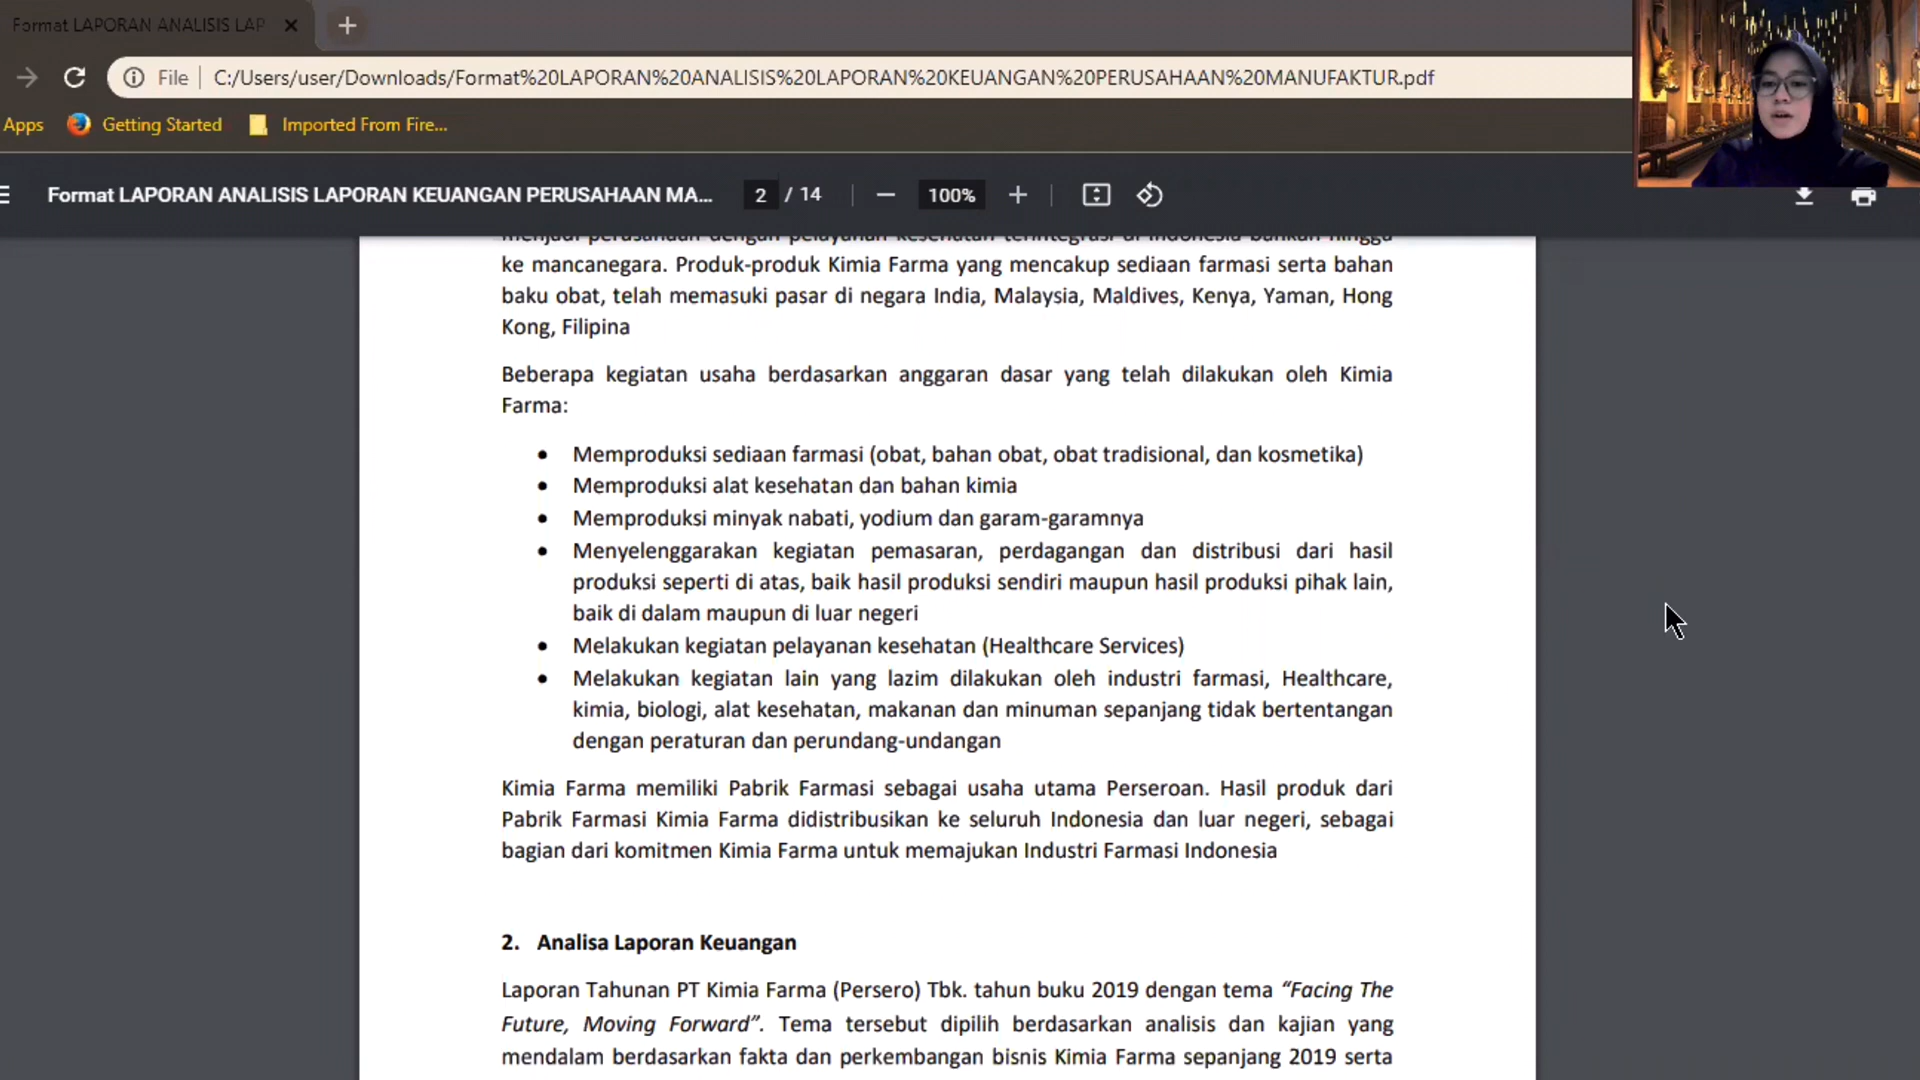 Format LAPORAN ANALISIS LAP
File
C:/Users/user/Downloads/Format%20LAPORAN%20ANALISIS%20LAPORAN%20KEUANGAN%20PERUSAHAAN%20MANUFAKTUR.pdf
Apps
Getting Started
Imported From Fire...
Format LAPORAN ANALISIS LAPORAN KEUANGAN PERUSAHAAN MA...
2 / 14
100%
menjadi perusahaan dengan pelayanan kesehatan terintegrasi di Indonesia bahkan hingga
ke mancanegara. Produk-produk Kimia Farma yang mencakup sediaan farmasi serta bahan
baku obat, telah memasuki pasar di negara India, Malaysia, Maldives, Kenya, Yaman, Hong
Kong, Filipina
Beberapa kegiatan usaha berdasarkan anggaran dasar yang telah dilakukan oleh Kimia
Farma:
• Memproduksi sediaan farmasi (obat, bahan obat, obat tradisional, dan kosmetika)
• Memproduksi alat kesehatan dan bahan kimia
• Memproduksi minyak nabati, yodium dan garam-garamnya
• Menyelenggarakan kegiatan pemasaran, perdagangan dan distribusi dari hasil
produksi seperti di atas, baik hasil produksi sendiri maupun hasil produksi pihak lain,
baik di dalam maupun di luar negeri
• Melakukan kegiatan pelayanan kesehatan (Healthcare Services)
• Melakukan kegiatan lain yang lazim dilakukan oleh industri farmasi, Healthcare,
kimia, biologi, alat kesehatan, makanan dan minuman sepanjang tidak bertentangan
dengan peraturan dan perundang-undangan
Kimia Farma memiliki Pabrik Farmasi sebagai usaha utama Perseroan. Hasil produk dari
Pabrik Farmasi Kimia Farma didistribusikan ke seluruh Indonesia dan luar negeri, sebagai
bagian dari komitmen Kimia Farma untuk memajukan Industri Farmasi Indonesia
2. Analisa Laporan Keuangan
Laporan Tahunan PT Kimia Farma (Persero) Tbk. tahun buku 2019 dengan tema “Facing The
Future, Moving Forward”. Tema tersebut dipilih berdasarkan analisis dan kajian yang
mendalam berdasarkan fakta dan perkembangan bisnis Kimia Farma sepanjang 2019 serta